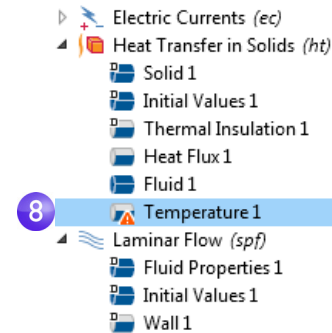 Electric Currents (ec)
Heat Transfer in Solids (ht)
D Solid 1
D Initial Values 1
D Thermal Insulation 1
Heat Flux 1
Fluid 1
8 Temperature 1
Laminar Flow (spf)
D Fluid Properties 1
D Initial Values 1
D Wall 1